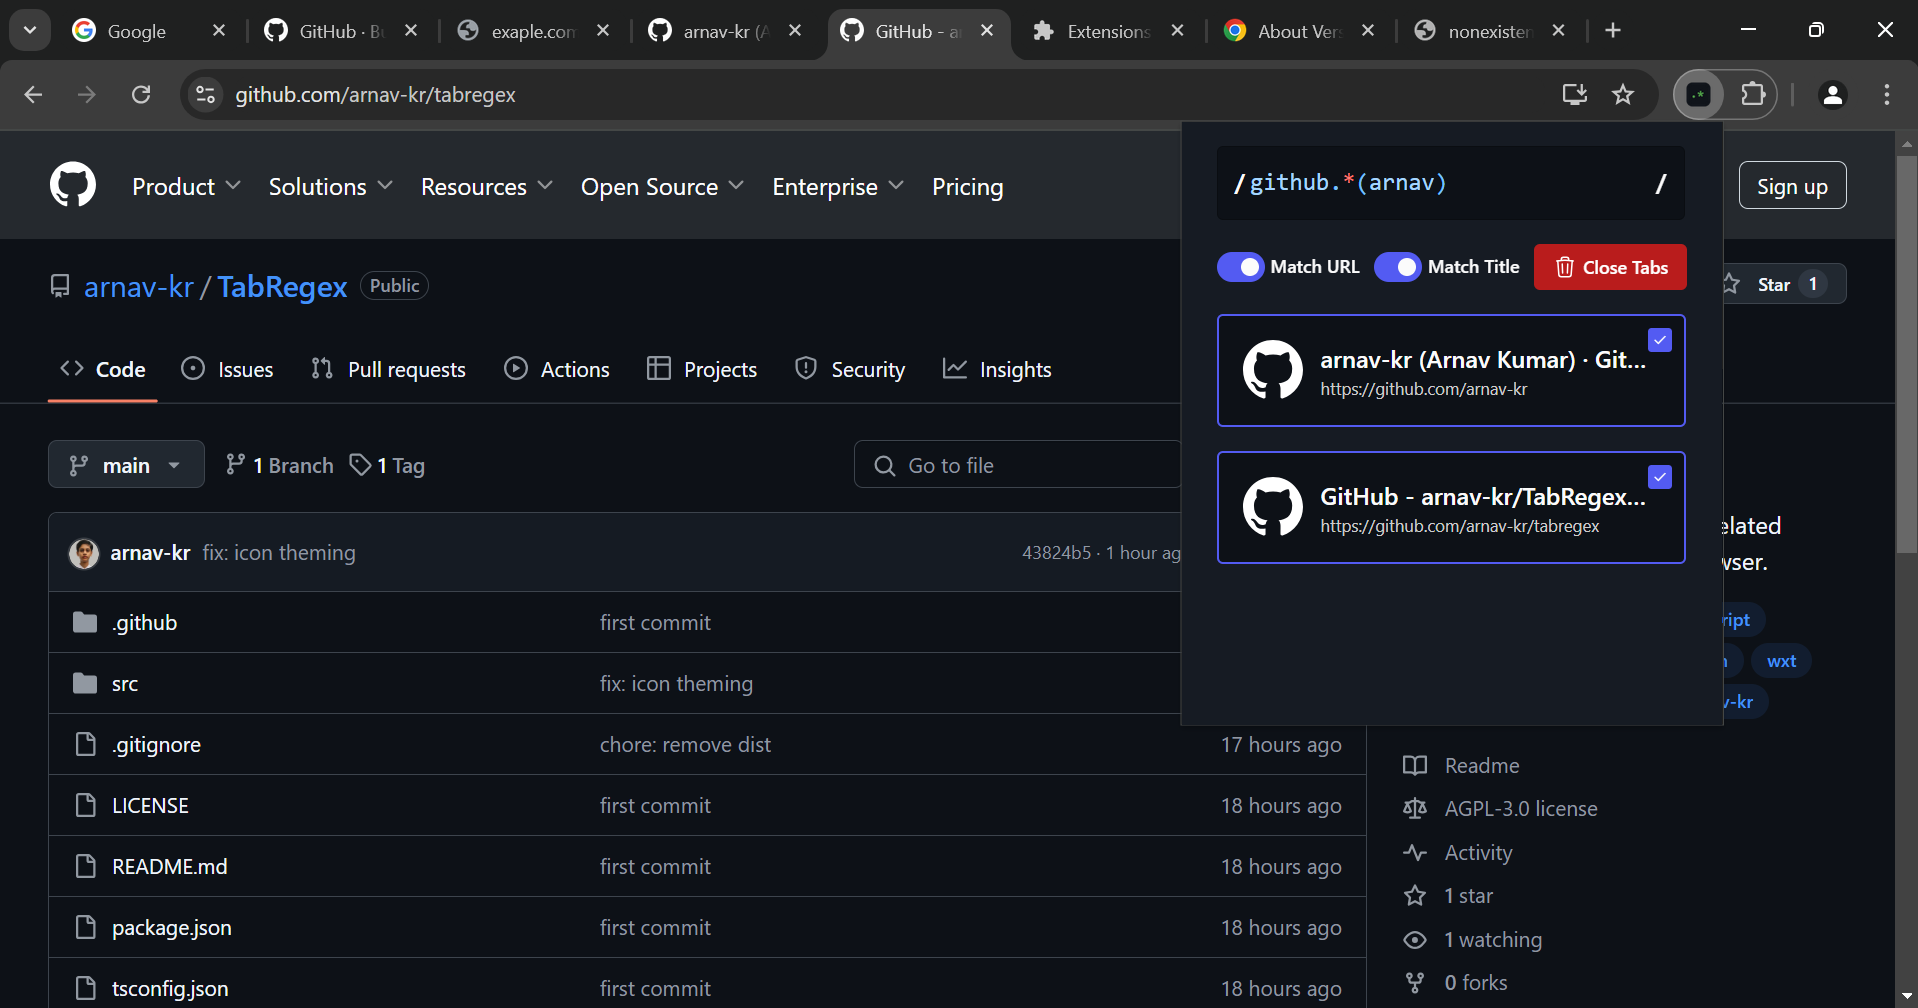 Google
GitHub · B
exaple.com
arnav-kr (A
GitHub - a
Extensions
About Vers
nonexisten
github.com/arnav-kr/tabregex
Product
Solutions
Resources
Open Source
Enterprise
Pricing
Sign up
/github.*(arnav) /
Match URL
Match Title
Close Tabs
arnav-kr (Arnav Kumar) · Git...
https://github.com/arnav-kr
GitHub - arnav-kr/TabRegex...
https://github.com/arnav-kr/tabregex
arnav-kr / TabRegex Public
Star 1
Code
Issues
Pull requests
Actions
Projects
Security
Insights
main
1 Branch
1 Tag
Go to file
arnav-kr fix: icon theming 43824b5 · 1 hour ag
.github first commit
src fix: icon theming
.gitignore chore: remove dist 17 hours ago
LICENSE first commit 18 hours ago
README.md first commit 18 hours ago
package.json first commit 18 hours ago
tsconfig.json first commit 18 hours ago
elated
wser.
ript
wxt
v-kr
Readme
AGPL-3.0 license
Activity
1 star
1 watching
0 forks